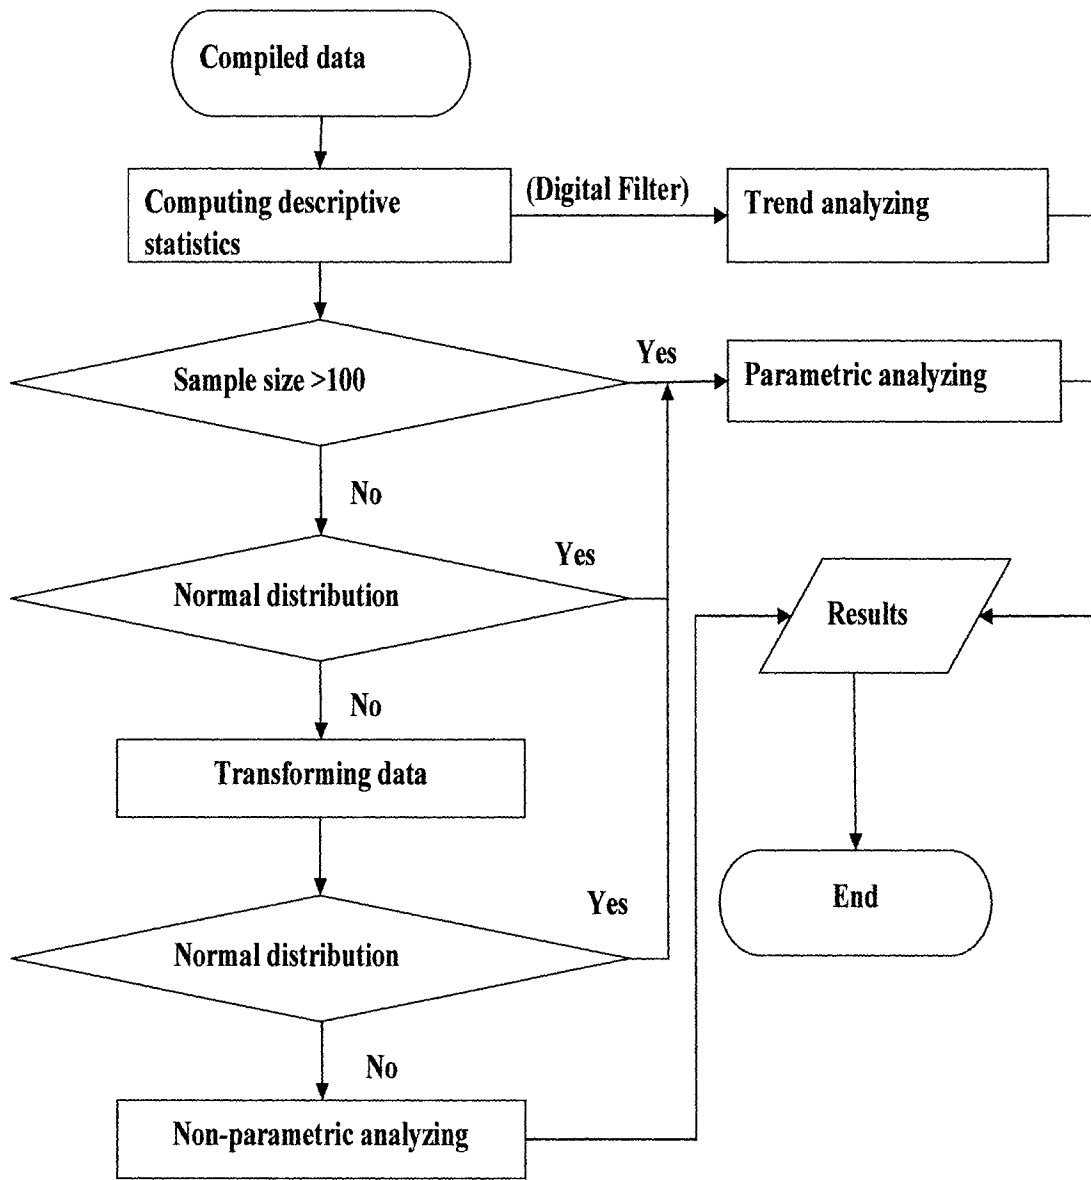 Compiled data
Computing descriptive
statistics
(Digital Filter)
Trend analyzing
Sample size >100
Yes
Parametric analyzing
No
Normal distribution
Yes
Results
No
Transforming data
Normal distribution
Yes
End
No
Non-parametric analyzing